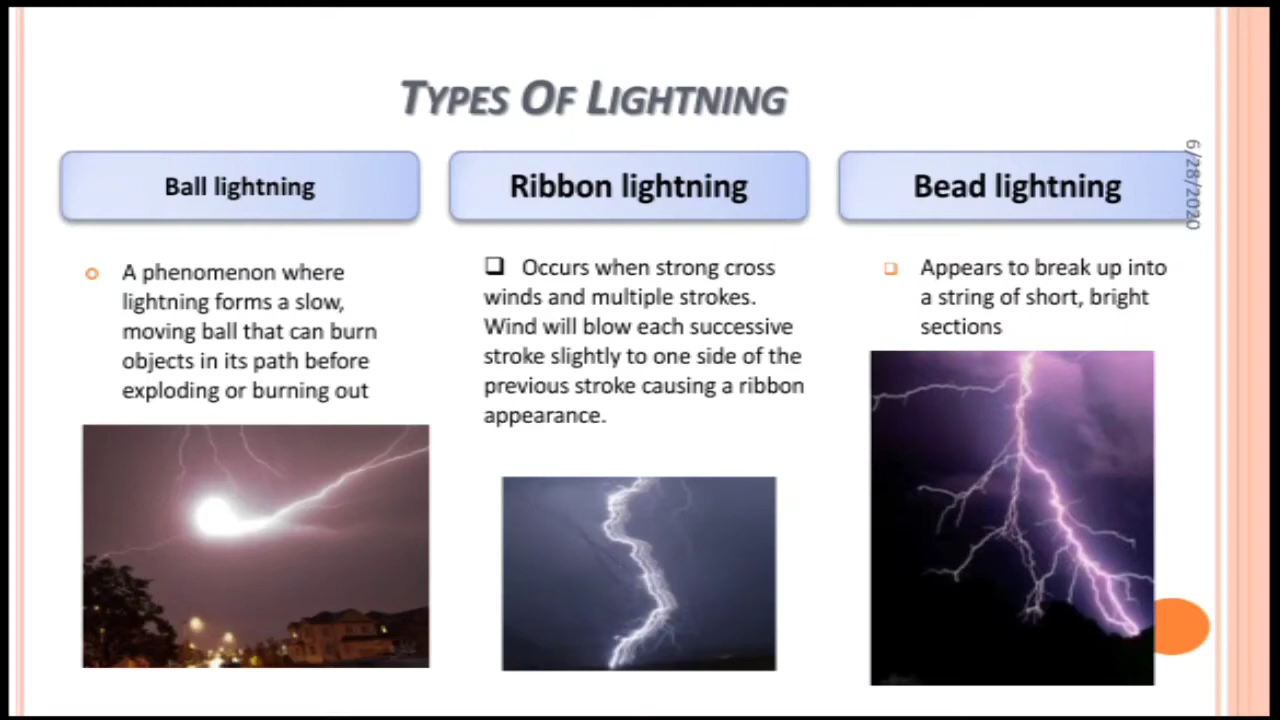 TYPES OF LIGHTNING
Ball lightning
A phenomenon where
lightning forms a slow,
moving ball that can burn
objects in its path before
exploding or burning out
Ribbon lightning
Occurs when strong cross
winds and multiple strokes.
Wind will blow each successive
stroke slightly to one side of the
previous stroke causing a ribbon
appearance.
Bead lightning
Appears to break up into
a string of short, bright
sections
6/28/2020